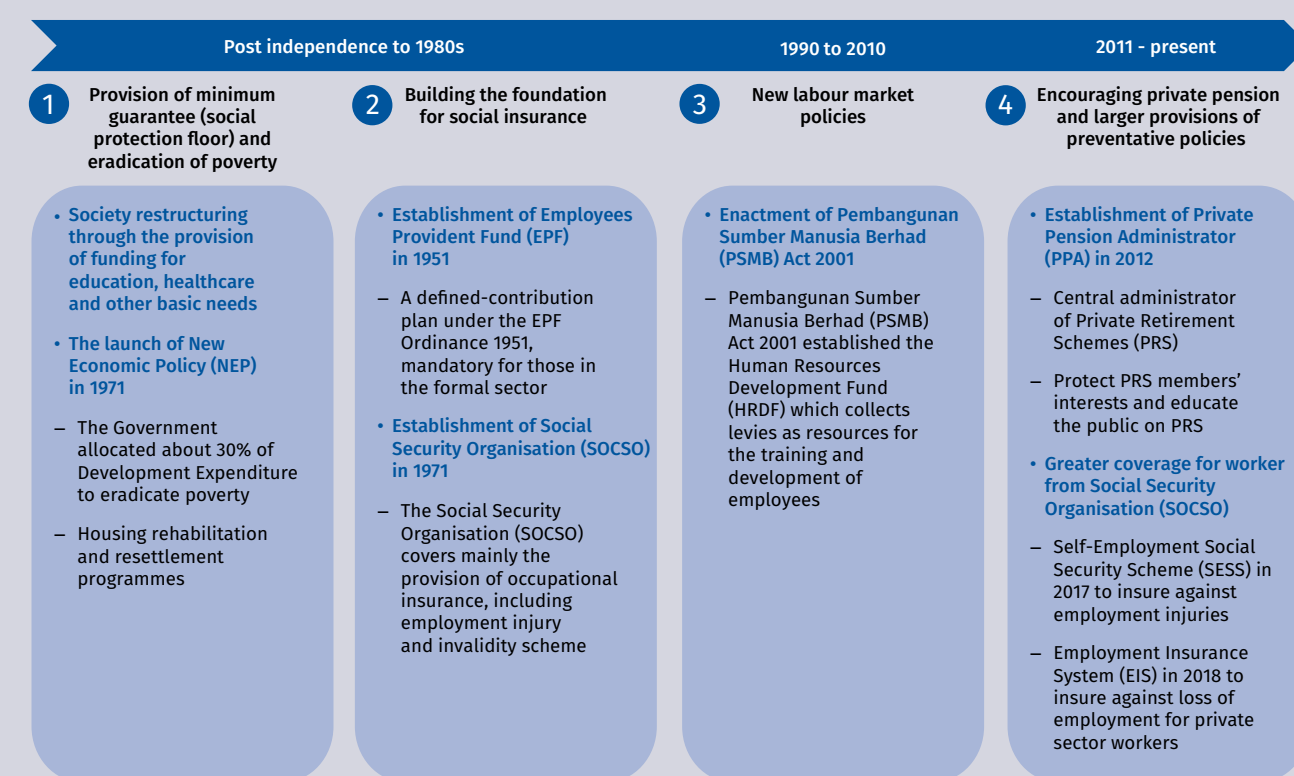 Post independence to 1980s
1990 to 2010
2011 - present
1
Provision of minimum
guarantee (social
protection floor) and
eradication of poverty
• Society restructuring
through the provision
of funding for
education, healthcare
and other basic needs
• The launch of New
Economic Policy (NEP)
in 1971
– The Government
allocated about 30% of
Development Expenditure
to eradicate poverty
– Housing rehabilitation
and resettlement
programmes
2
Building the foundation
for social insurance
• Establishment of Employees
Provident Fund (EPF)
in 1951
– A defined-contribution
plan under the EPF
Ordinance 1951,
mandatory for those in
the formal sector
• Establishment of Social
Security Organisation (SOCSO)
in 1971
– The Social Security
Organisation (SOCSO)
covers mainly the
provision of occupational
insurance, including
employment injury
and invalidity scheme
3
New labour market
policies
• Enactment of Pembangunan
Sumber Manusia Berhad
(PSMB) Act 2001
– Pembangunan Sumber
Manusia Berhad (PSMB)
Act 2001 established the
Human Resources
Development Fund
(HRDF) which collects
levies as resources for
the training and
development of
employees
4
Encouraging private pension
and larger provisions of
preventative policies
• Establishment of Private
Pension Administrator
(PPA) in 2012
– Central administrator
of Private Retirement
Schemes (PRS)
– Protect PRS members’
interests and educate
the public on PRS
• Greater coverage for worker
from Social Security
Organisation (SOCSO)
– Self-Employment Social
Security Scheme (SESS) in
2017 to insure against
employment injuries
– Employment Insurance
System (EIS) in 2018 to
insure against loss of
employment for private
sector workers